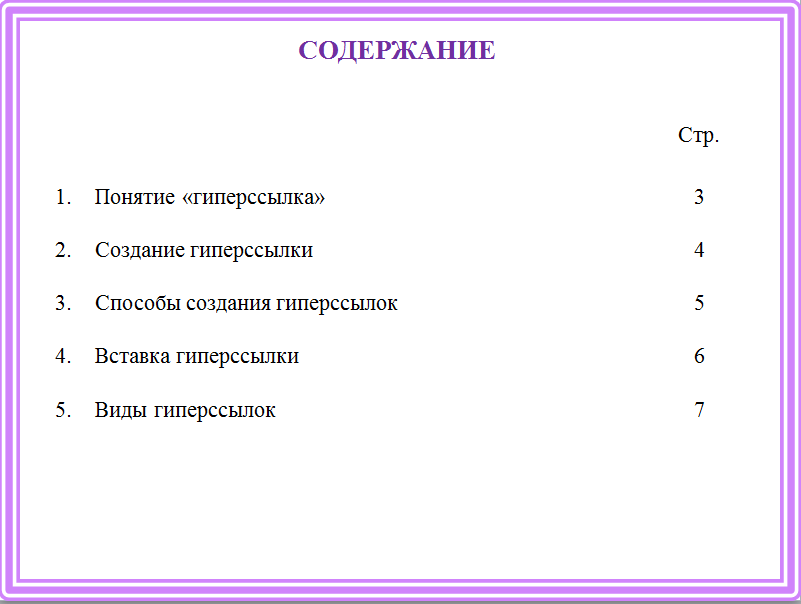 СОДЕРЖАНИЕ
Стр.
1. Понятие «гиперссылка» 3
2. Создание гиперссылки 4
3. Способы создания гиперссылок 5
4. Вставка гиперссылки 6
5. Виды гиперссылок 7